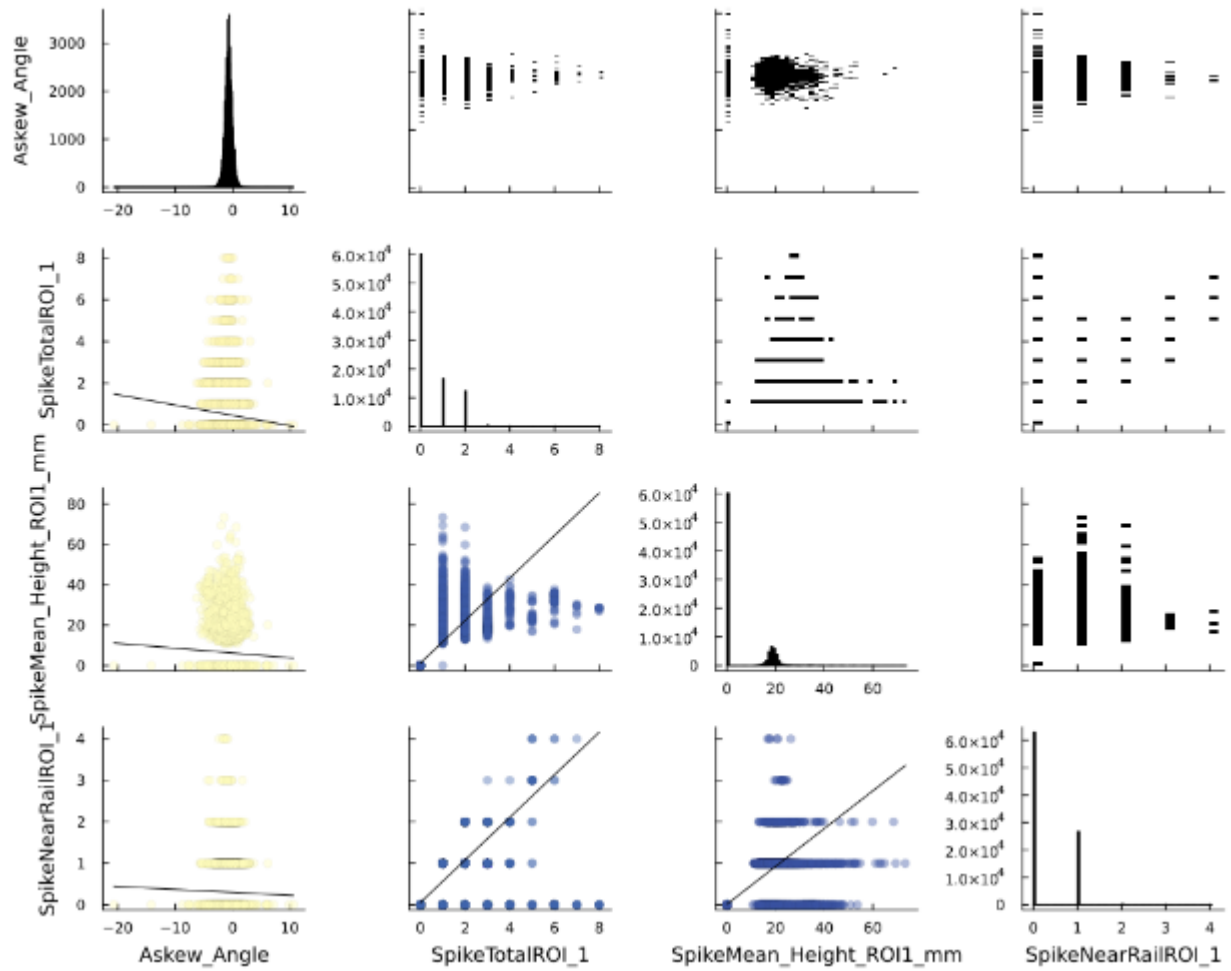 Askew_Angle
3000
2000
1000
0
−20 −10 0 10
SpikeTotalROI_1
8
6
4
2
0
6.0×10⁴
5.0×10⁴
4.0×10⁴
3.0×10⁴
2.0×10⁴
1.0×10⁴
0
0 2 4 6 8
SpikeMean_Height_ROI1_mm
80
60
40
20
0
6.0×10⁴
5.0×10⁴
4.0×10⁴
3.0×10⁴
2.0×10⁴
1.0×10⁴
0
0 20 40 60
SpikeNearRailROI_1
4
3
2
1
0
6.0×10⁴
5.0×10⁴
4.0×10⁴
3.0×10⁴
2.0×10⁴
1.0×10⁴
0
−20 −10 0 10
0 2 4 6 8
0 20 40 60
0 1 2 3 4
Askew_Angle
SpikeTotalROI_1
SpikeMean_Height_ROI1_mm
SpikeNearRailROI_1